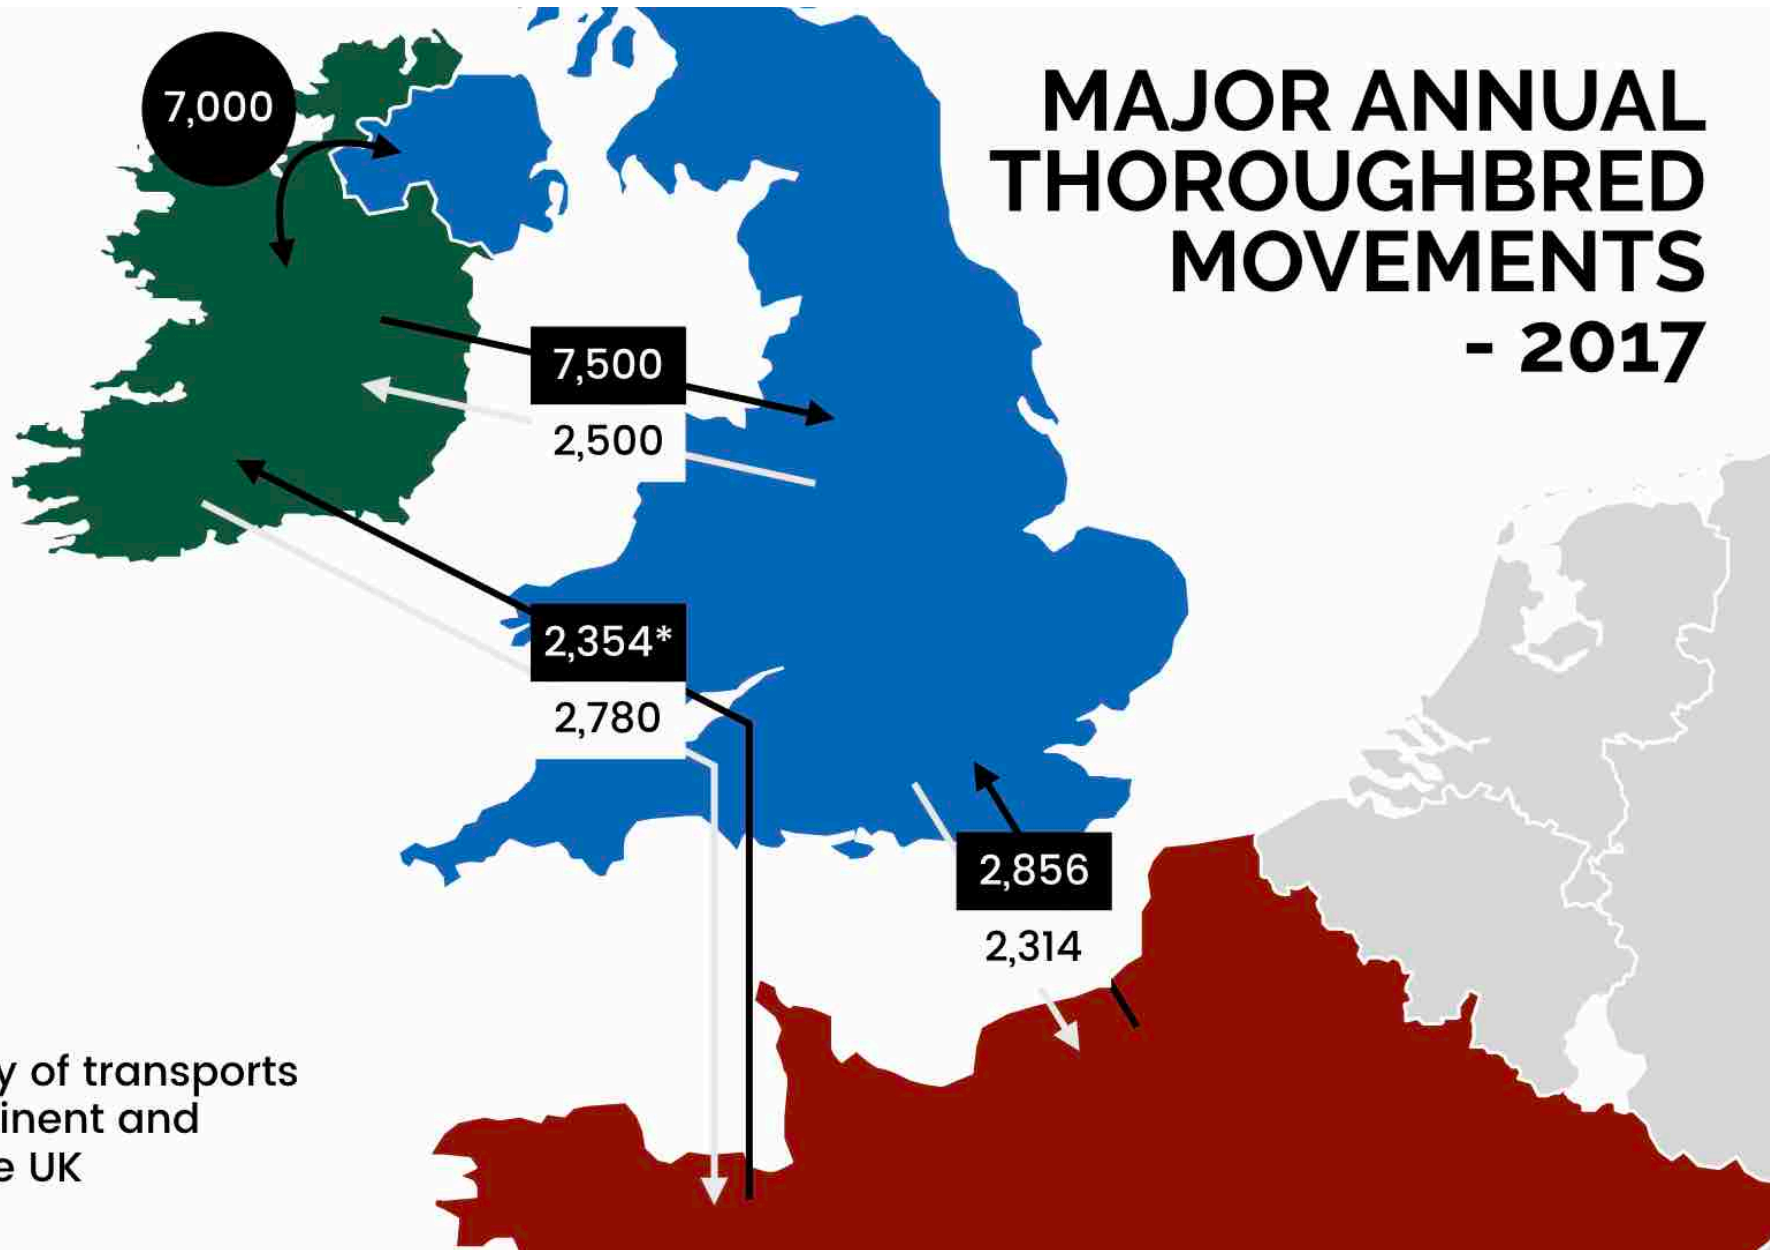 MAJOR ANNUAL
THOROUGHBRED
MOVEMENTS
- 2017
7,000
7,500
2,500
2,354*
2,780
2,856
2,314
y of transports
inent and
e UK